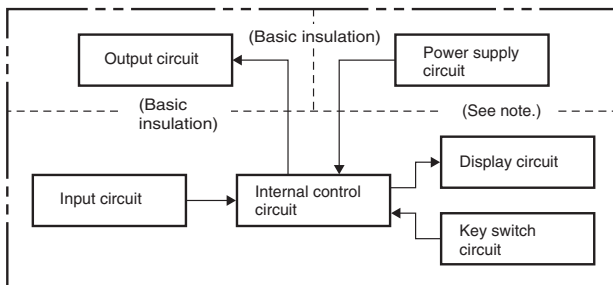 Output circuit
(Basic insulation)
Power supply
circuit
(Basic
insulation)
(See note.)
Input circuit
Internal control
circuit
Display circuit
Key switch
circuit